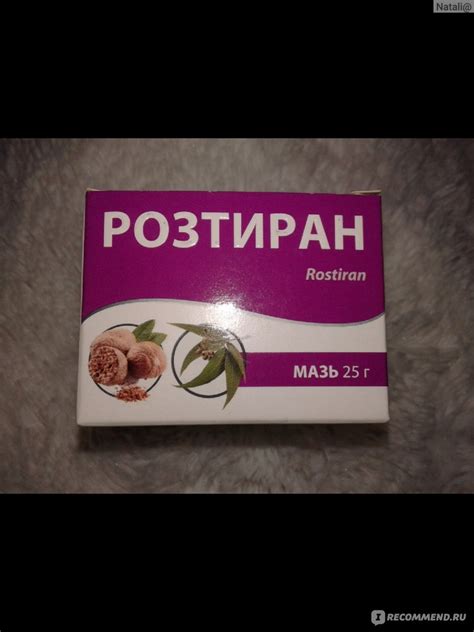 Natali@
РОЗТИРАН
Rostiran
МАЗЬ 25 г
RECOMMEND.RU